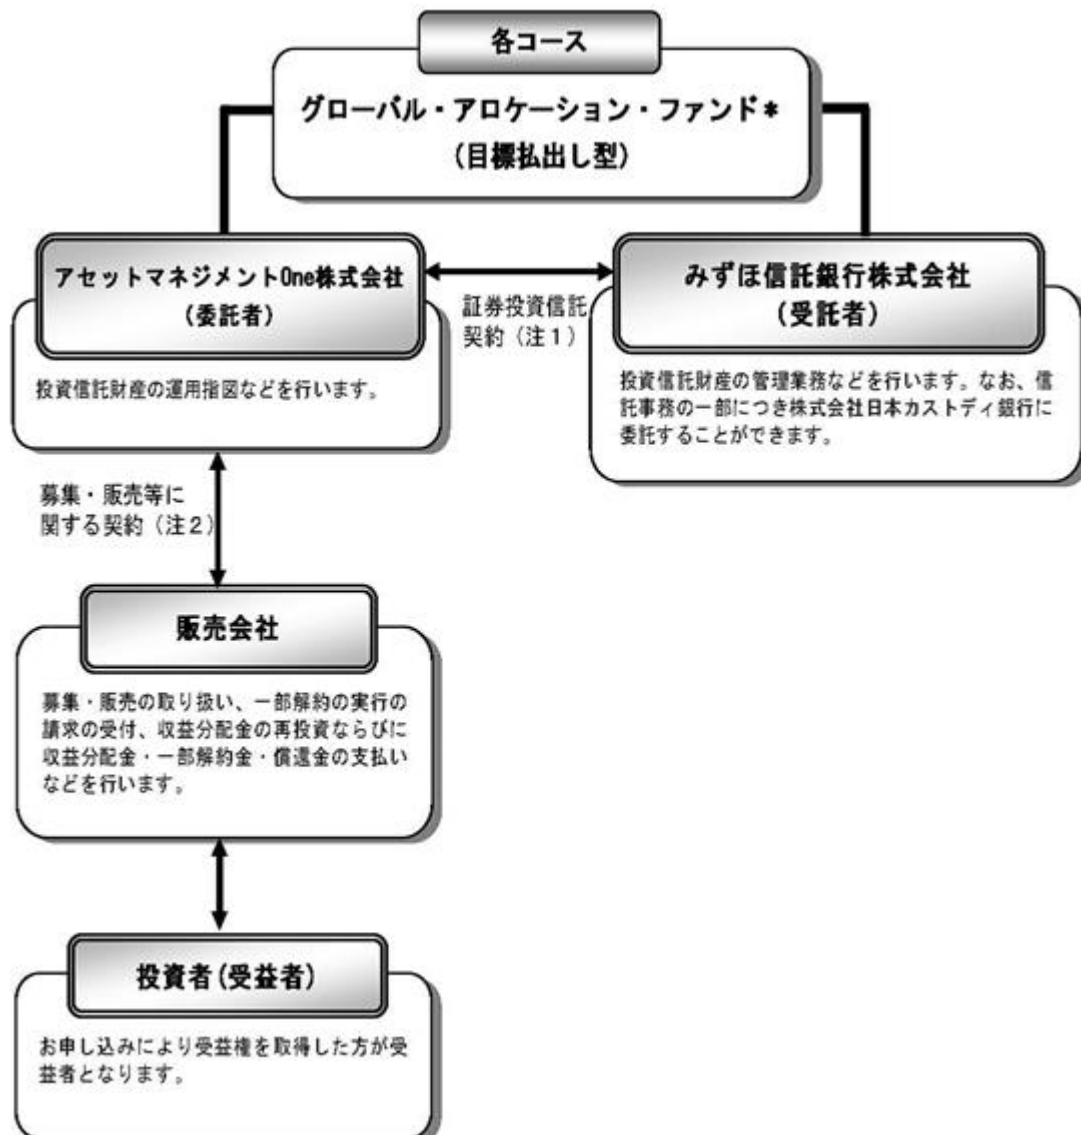 各コース
グローバル・アロケーション・ファンド＊
（目標払出し型）
アセットマネジメントOne株式会社
（委託者）
投資信託財産の運用指図などを行います。
証券投資信託
契約（注１）
みずほ信託銀行株式会社
（受託者）
投資信託財産の管理業務などを行います。なお、信
託事務の一部につき株式会社日本カストディ銀行に
委託することができます。
募集・販売等に
関する契約（注２）
販売会社
募集・販売の取り扱い、一部解約の実行の
請求の受付、収益分配金の再投資ならびに
収益分配金・一部解約金・償還金の支払い
などを行います。
投資者(受益者)
お申し込みにより受益権を取得した方が受
益者となります。